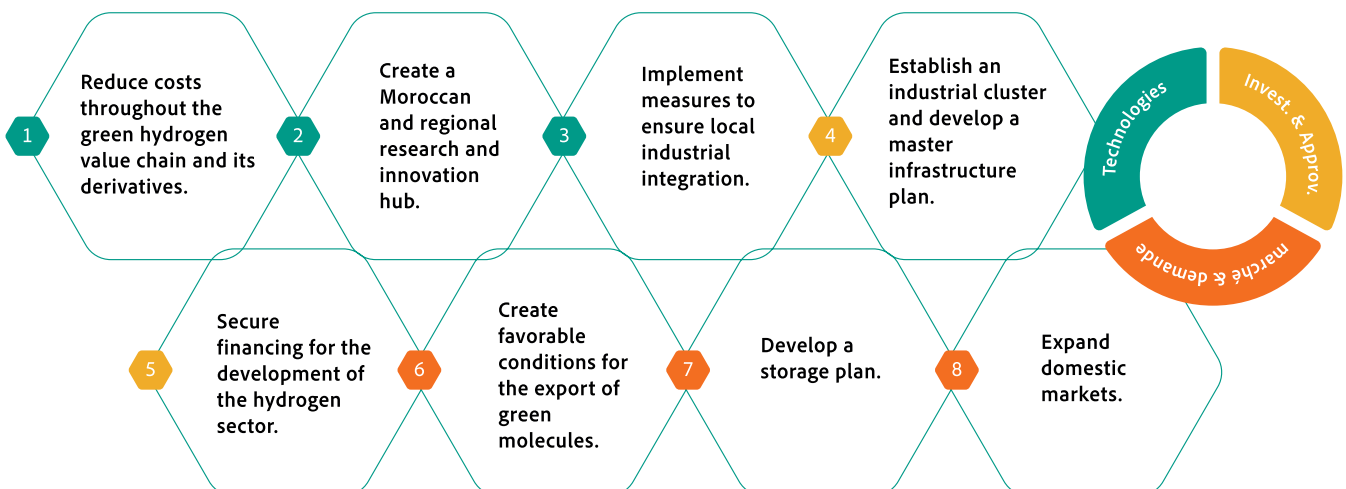 1
Reduce costs
throughout the
green hydrogen
value chain and its
derivatives.
2
Create a
Moroccan
and regional
research and
innovation
hub.
3
Implement
measures to
ensure local
industrial
integration.
4
Establish an
industrial cluster
and develop a
master
infrastructure
plan.
Technologies
Invest. & Approv.
marché & demande
5
Secure
financing for the
development of
the hydrogen
sector.
6
Create
favorable
conditions for
the export of
green
molecules.
7
Develop a
storage plan.
8
Expand
domestic
markets.